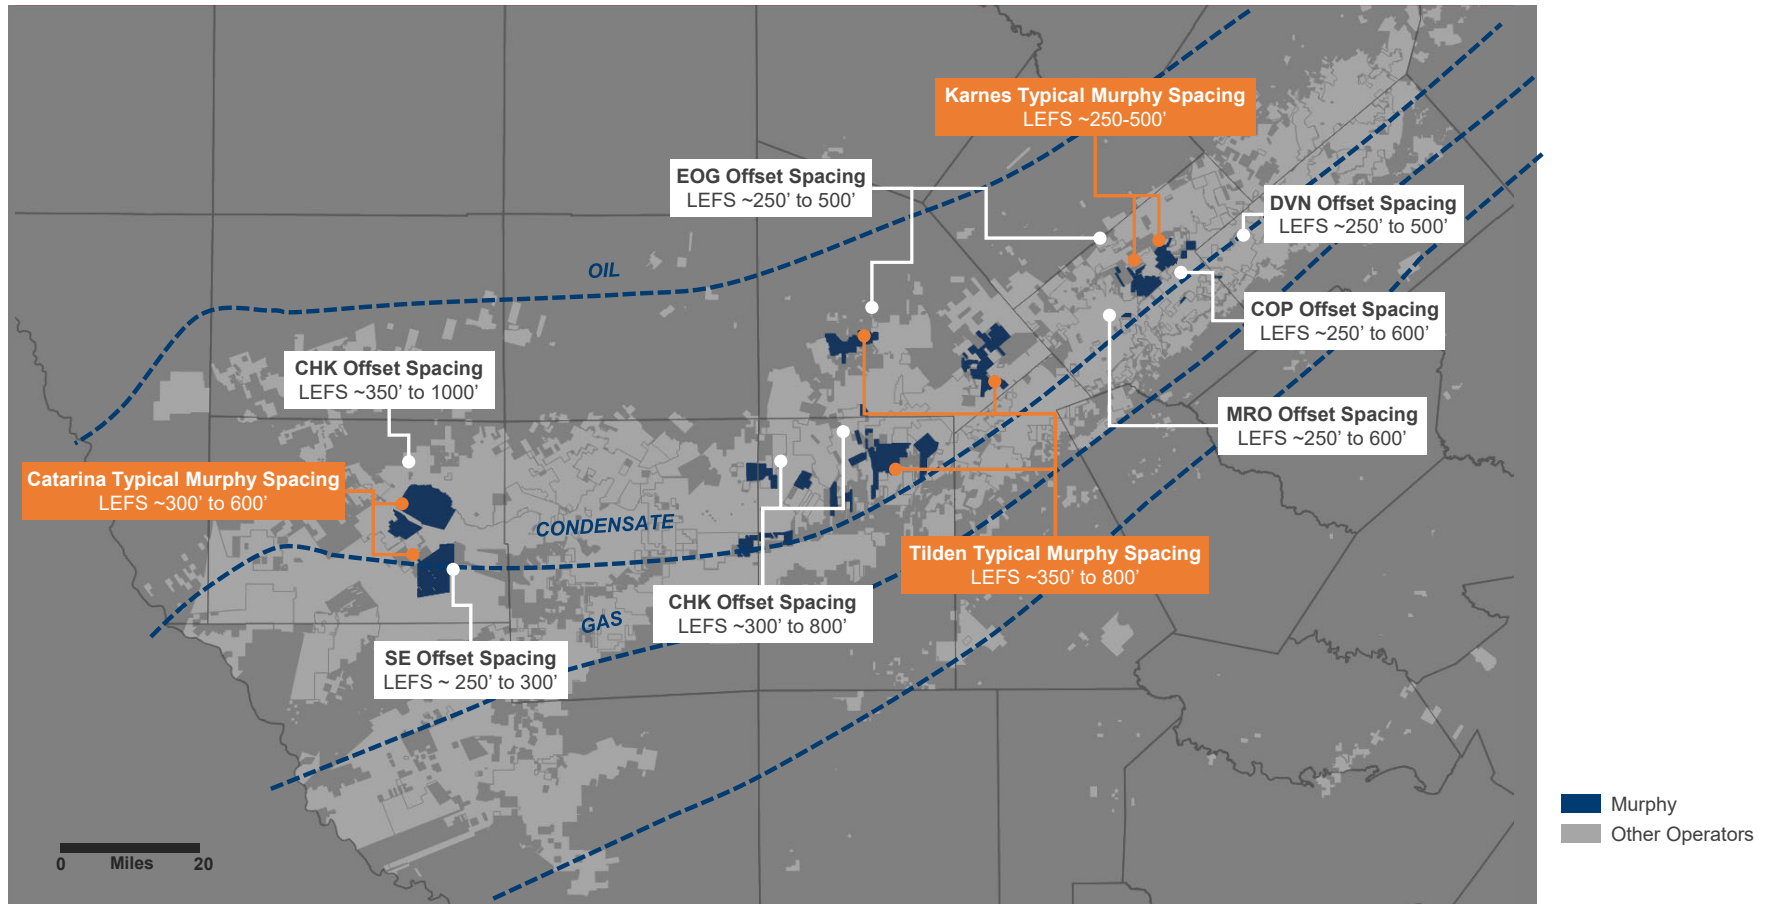 Karnes Typical Murphy Spacing
LEFS ~250-500’
EOG Offset Spacing
LEFS ~250’ to 500’
DVN Offset Spacing
LEFS ~250’ to 500’
OIL
COP Offset Spacing
LEFS ~250’ to 600’
CHK Offset Spacing
LEFS ~350’ to 1000’
MRO Offset Spacing
LEFS ~250’ to 600’
Catarina Typical Murphy Spacing
LEFS ~300’ to 600’
CONDENSATE
Tilden Typical Murphy Spacing
LEFS ~350’ to 800’
CHK Offset Spacing
LEFS ~300’ to 800’
GAS
SE Offset Spacing
LEFS ~ 250’ to 300’
0 Miles 20
Murphy
Other Operators